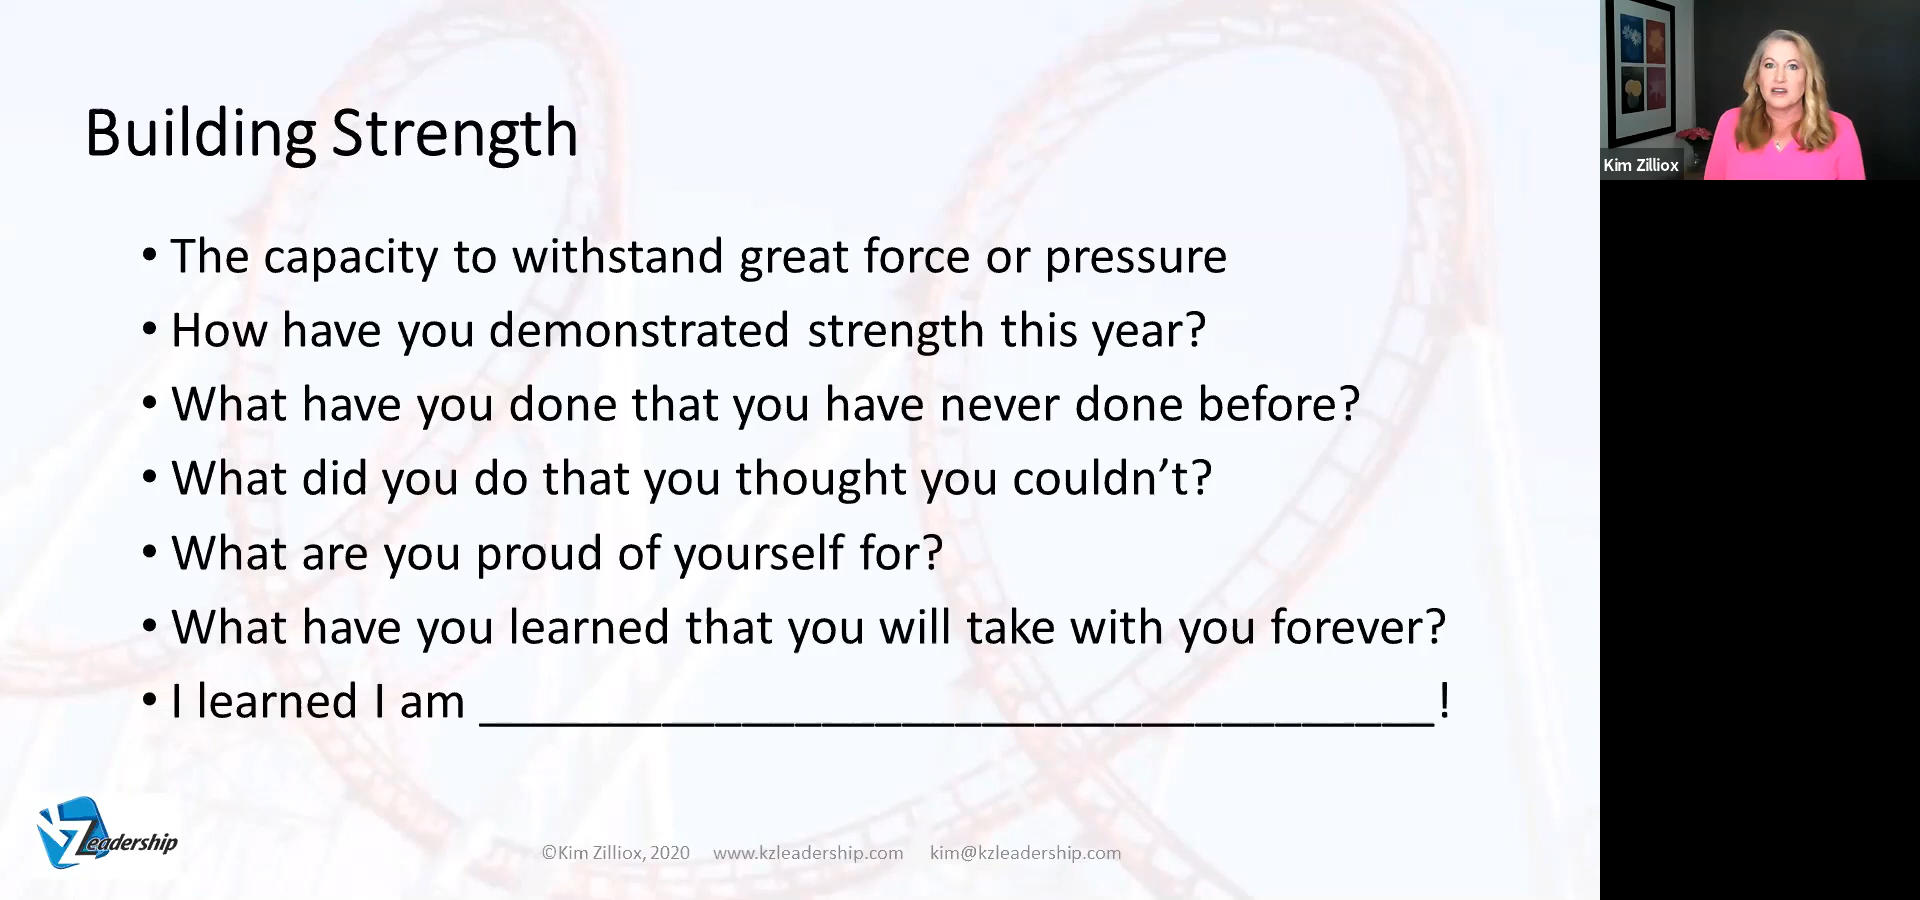 Building Strength
• The capacity to withstand great force or pressure
• How have you demonstrated strength this year?
• What have you done that you have never done before?
• What did you do that you thought you couldn’t?
• What are you proud of yourself for?
• What have you learned that you will take with you forever?
• I learned I am ____________________________________!
KZLeadership
©Kim Zilliox, 2020 www.kzleadership.com kim@kzleadership.com
Kim Zilliox